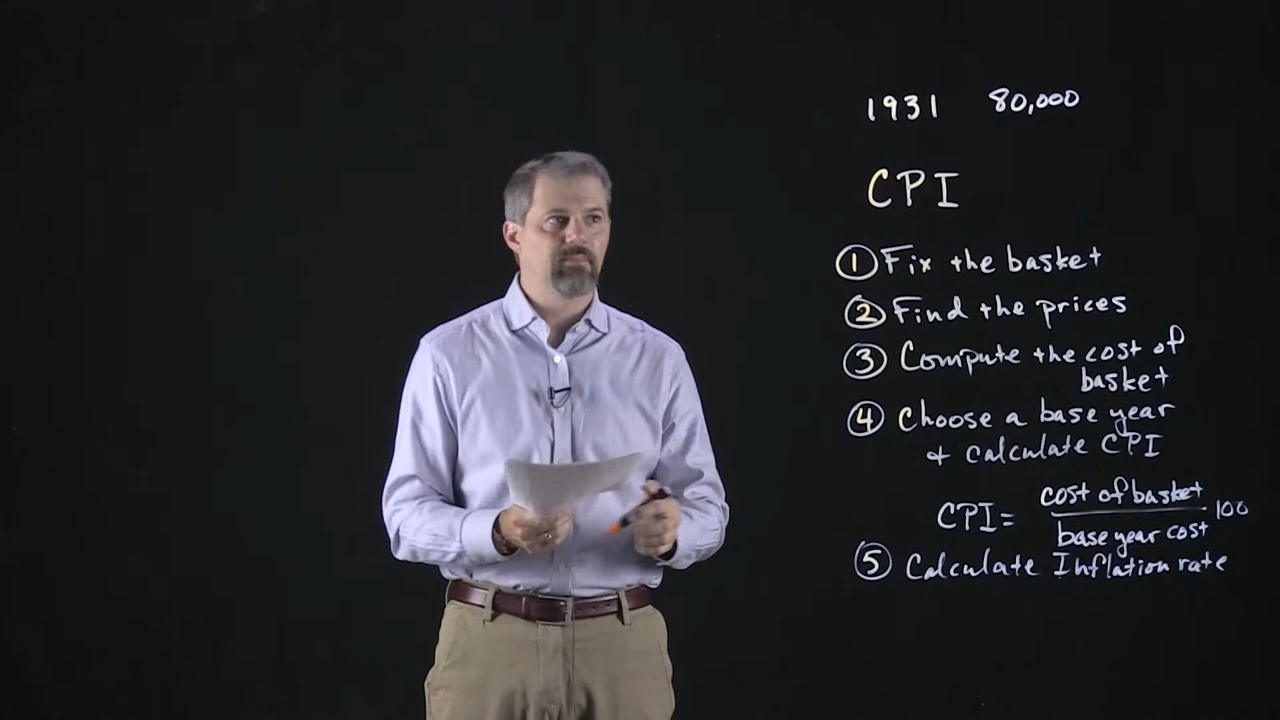 1931 80,000
CPI
1 Fix the basket
2 Find the prices
3 Compute the cost of
basket
4 Choose a base year
+ calculate CPI
CPI = cost of basket / base year cost · 100
5 Calculate Inflation rate